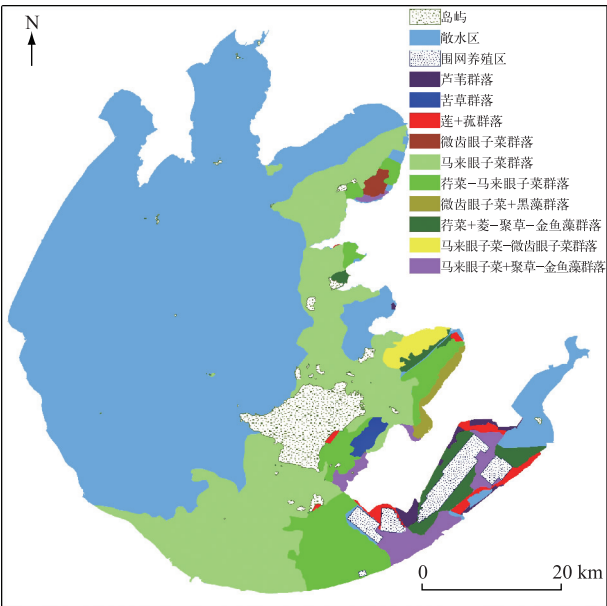 N
岛屿
敞水区
围网养殖区
芦苇群落
苦草群落
莲+菰群落
微齿眼子菜群落
马来眼子菜群落
荇菜−马来眼子菜群落
微齿眼子菜+黑藻群落
荇菜+菱−聚草−金鱼藻群落
马来眼子菜−微齿眼子菜群落
马来眼子菜+聚草−金鱼藻群落
0 20 km